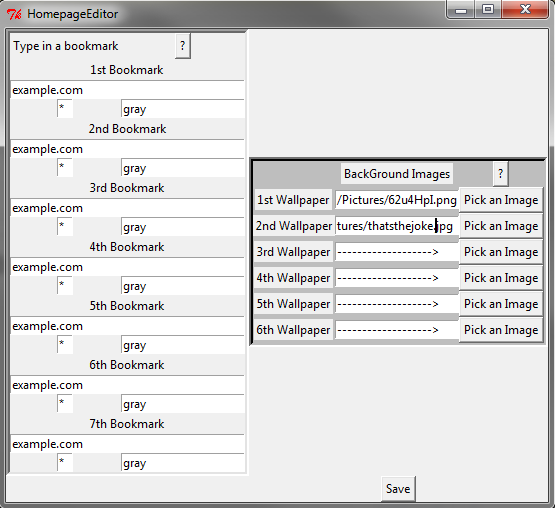 HomepageEditor
Type in a bookmark ?
1st Bookmark
example.com
* gray
2nd Bookmark
example.com
* gray
3rd Bookmark
example.com
* gray
4th Bookmark
example.com
* gray
5th Bookmark
example.com
* gray
6th Bookmark
example.com
* gray
7th Bookmark
example.com
* gray
BackGround Images ?
1st Wallpaper /Pictures/62u4HpI.png Pick an Image
2nd Wallpaper tures/thatsthejoke.jpg Pick an Image
3rd Wallpaper ------------------> Pick an Image
4th Wallpaper ------------------> Pick an Image
5th Wallpaper ------------------> Pick an Image
6th Wallpaper ------------------> Pick an Image
Save